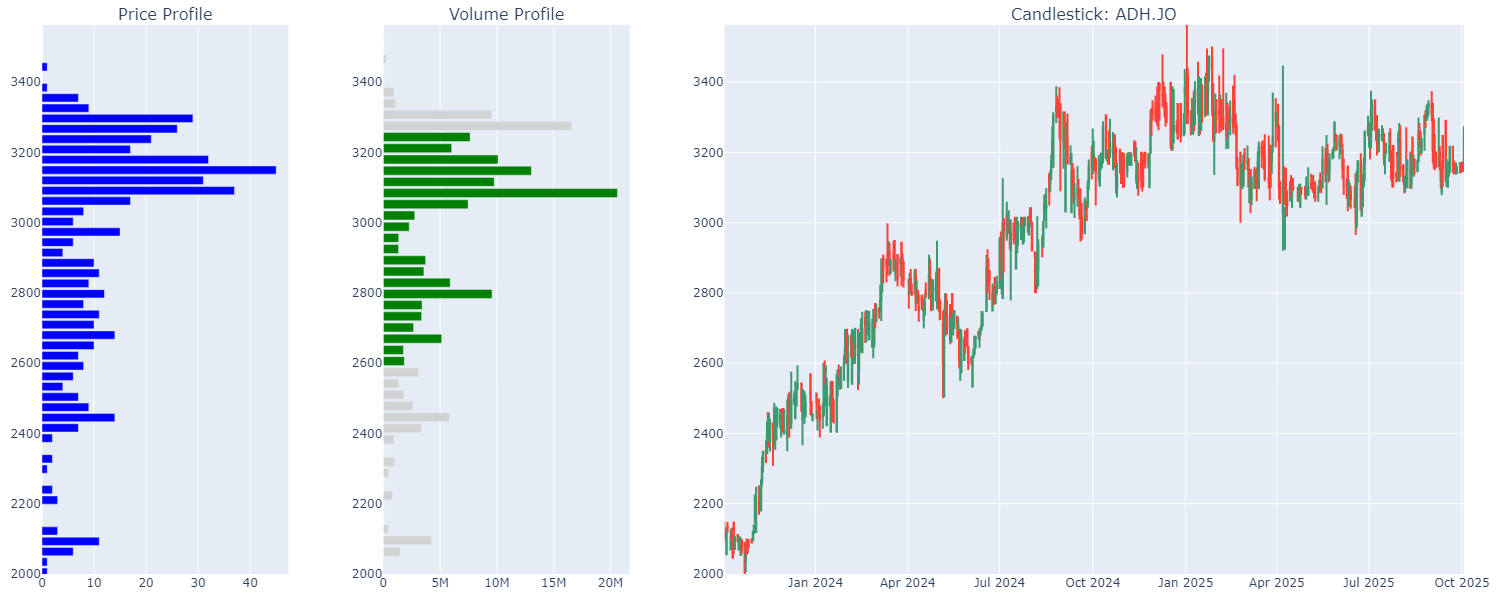 Price Profile
Volume Profile
Candlestick: ADH.JO
3400
3200
3000
2800
2600
2400
2200
2000
0
10
20
30
40
3400
3200
3000
2800
2600
2400
2200
2000
0
5M
10M
15M
20M
3400
3200
3000
2800
2600
2400
2200
2000
Jan 2024
Apr 2024
Jul 2024
Oct 2024
Jan 2025
Apr 2025
Jul 2025
Oct 2025